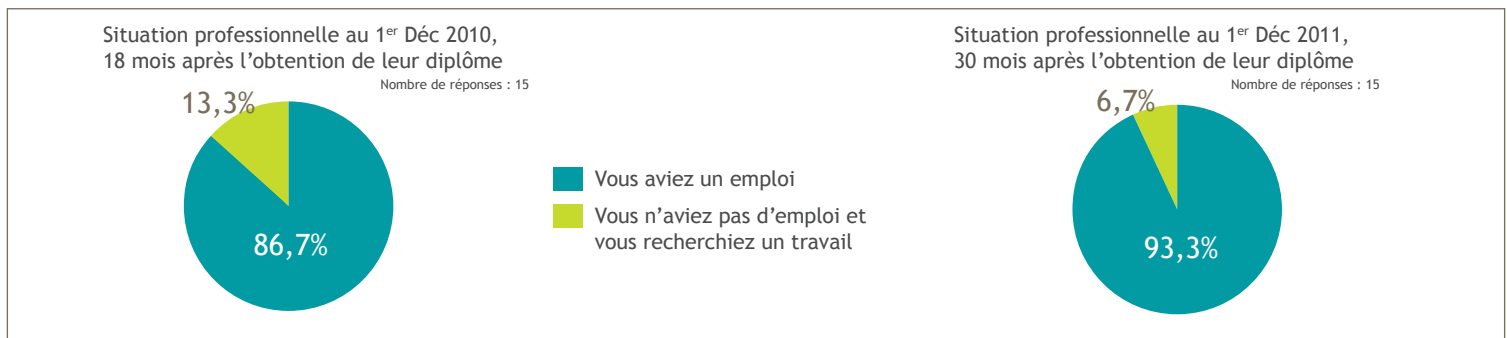 Situation professionnelle au 1er Déc 2010,
18 mois après l’obtention de leur diplôme
Nombre de réponses : 15
13,3%
86,7%
Vous aviez un emploi
Vous n’aviez pas d’emploi et
vous recherchiez un travail
Situation professionnelle au 1er Déc 2011,
30 mois après l’obtention de leur diplôme
Nombre de réponses : 15
6,7%
93,3%